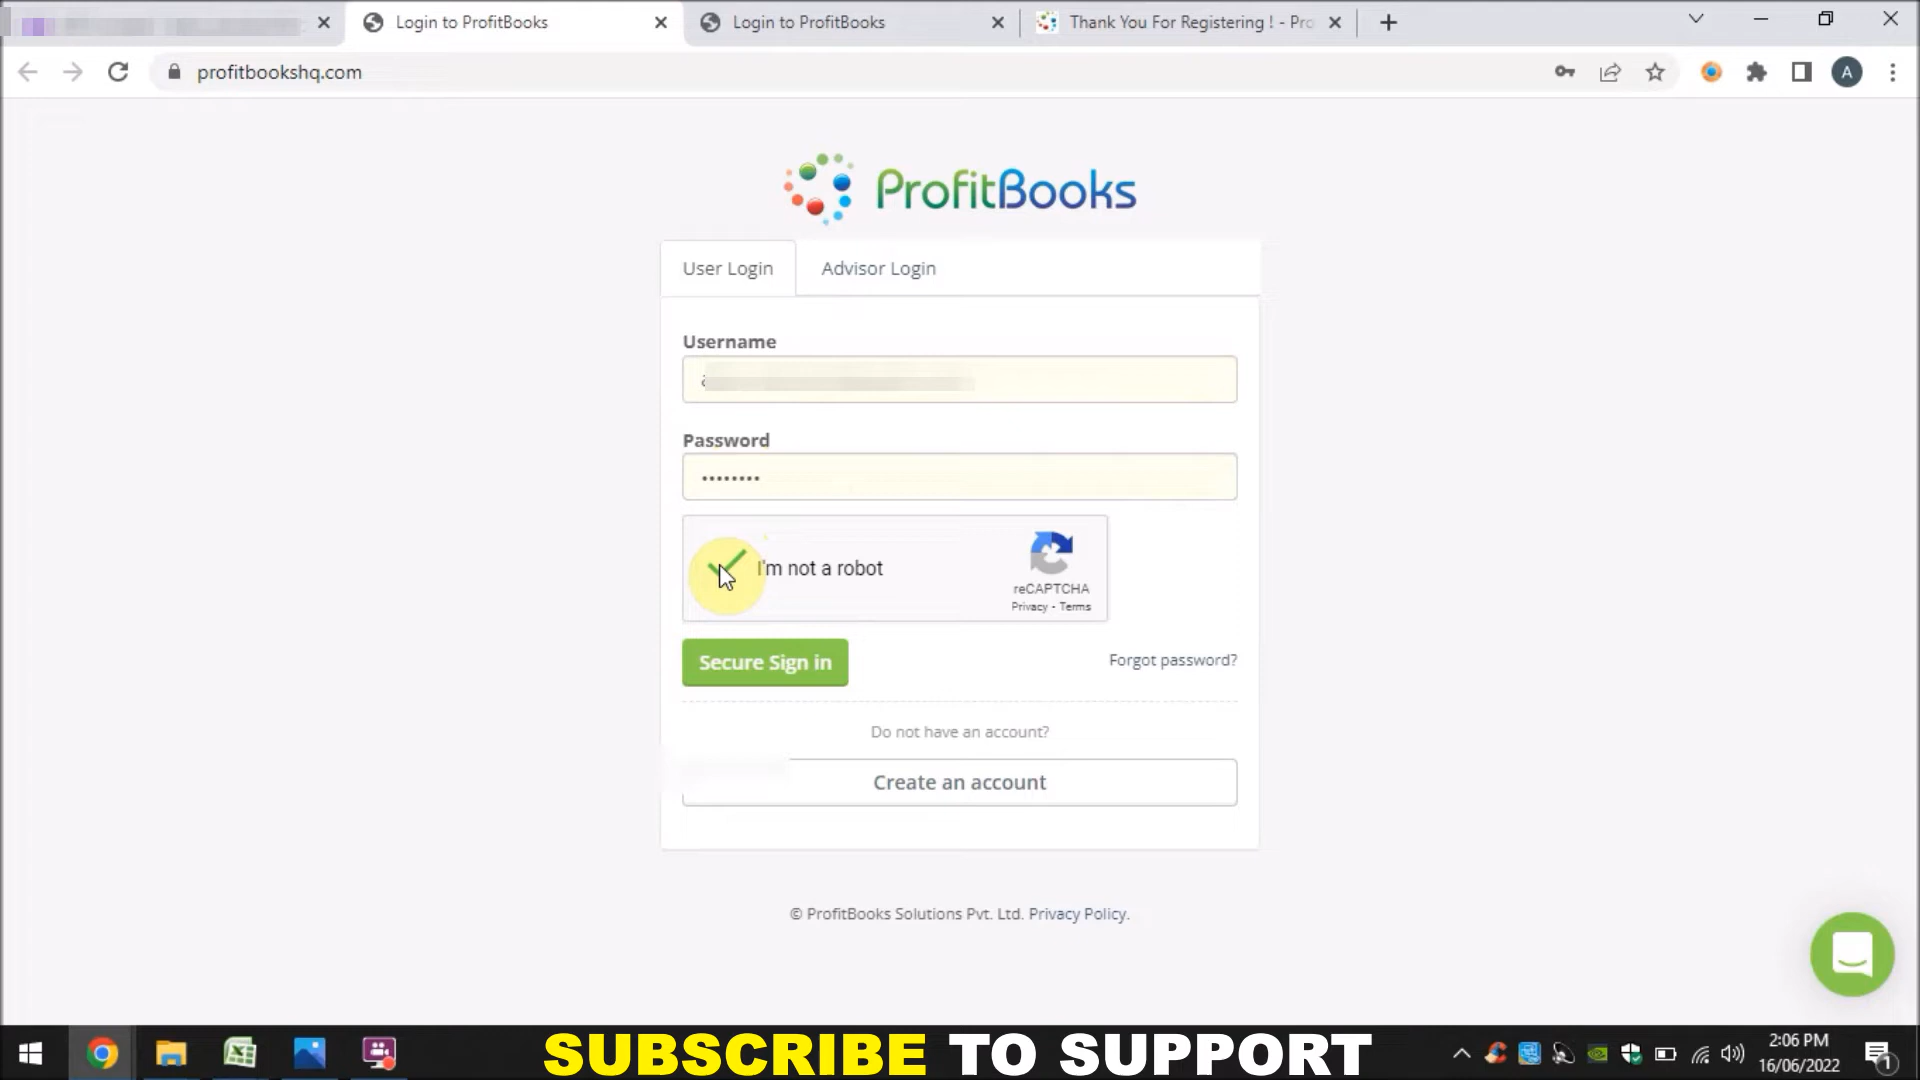 Login to ProfitBooks
Login to ProfitBooks
Thank You For Registering ! - Pro
profitbookshq.com
A
ProfitBooks
User Login
Advisor Login
Username
Password
I'm not a robot
reCAPTCHA
Privacy - Terms
Secure Sign in
Forgot password?
Do not have an account?
Create an account
© ProfitBooks Solutions Pvt. Ltd. Privacy Policy.
SUBSCRIBE TO SUPPORT
2:06 PM
16/06/2022
1